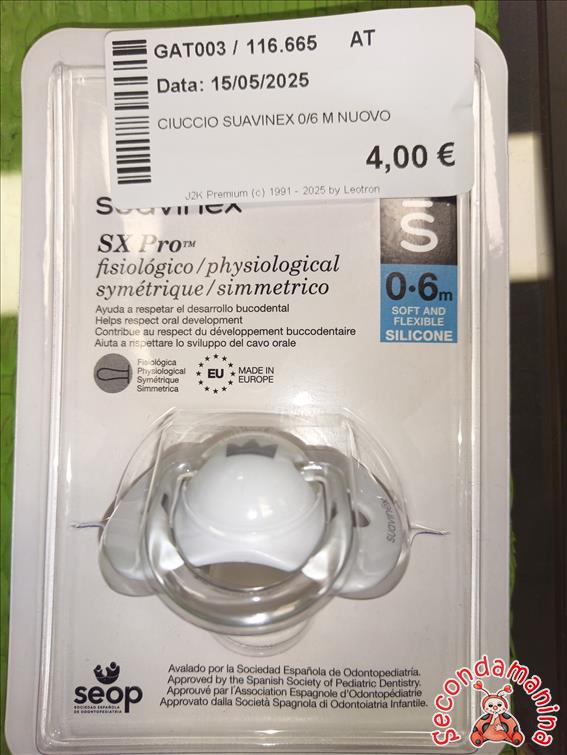 GAT003 / 116.665 AT
Data: 15/05/2025
CIUCCIO SUAVINEX 0/6 M NUOVO
4,00 €
J2K Premium (c) 1991 - 2025 by Leotron
suavinex
S
SX Pro™
fisiológico/physiological
symétrique/simmetrico
0-6m
SOFT AND
FLEXIBLE
SILICONE
Ayuda a respetar el desarrollo bucodental
Helps respect oral development
Contribue au respect du développement buccodentaire
Aiuta a rispettare lo sviluppo del cavo orale
Fisiológica
Physiological
Symétrique
Simmetrica
EU
MADE IN
EUROPE
suavinex
seop
SOCIEDAD ESPAÑOLA
DE ODONTOPEDIATRÍA
Avalado por la Sociedad Española de Odontopediatría.
Approved by the Spanish Society of Pediatric Dentistry.
Approuvé par l'Association Espagnole d'Odontopédiatrie
Approvato dalla Società Spagnola di Odontoiatria Infantile.
secondamanina